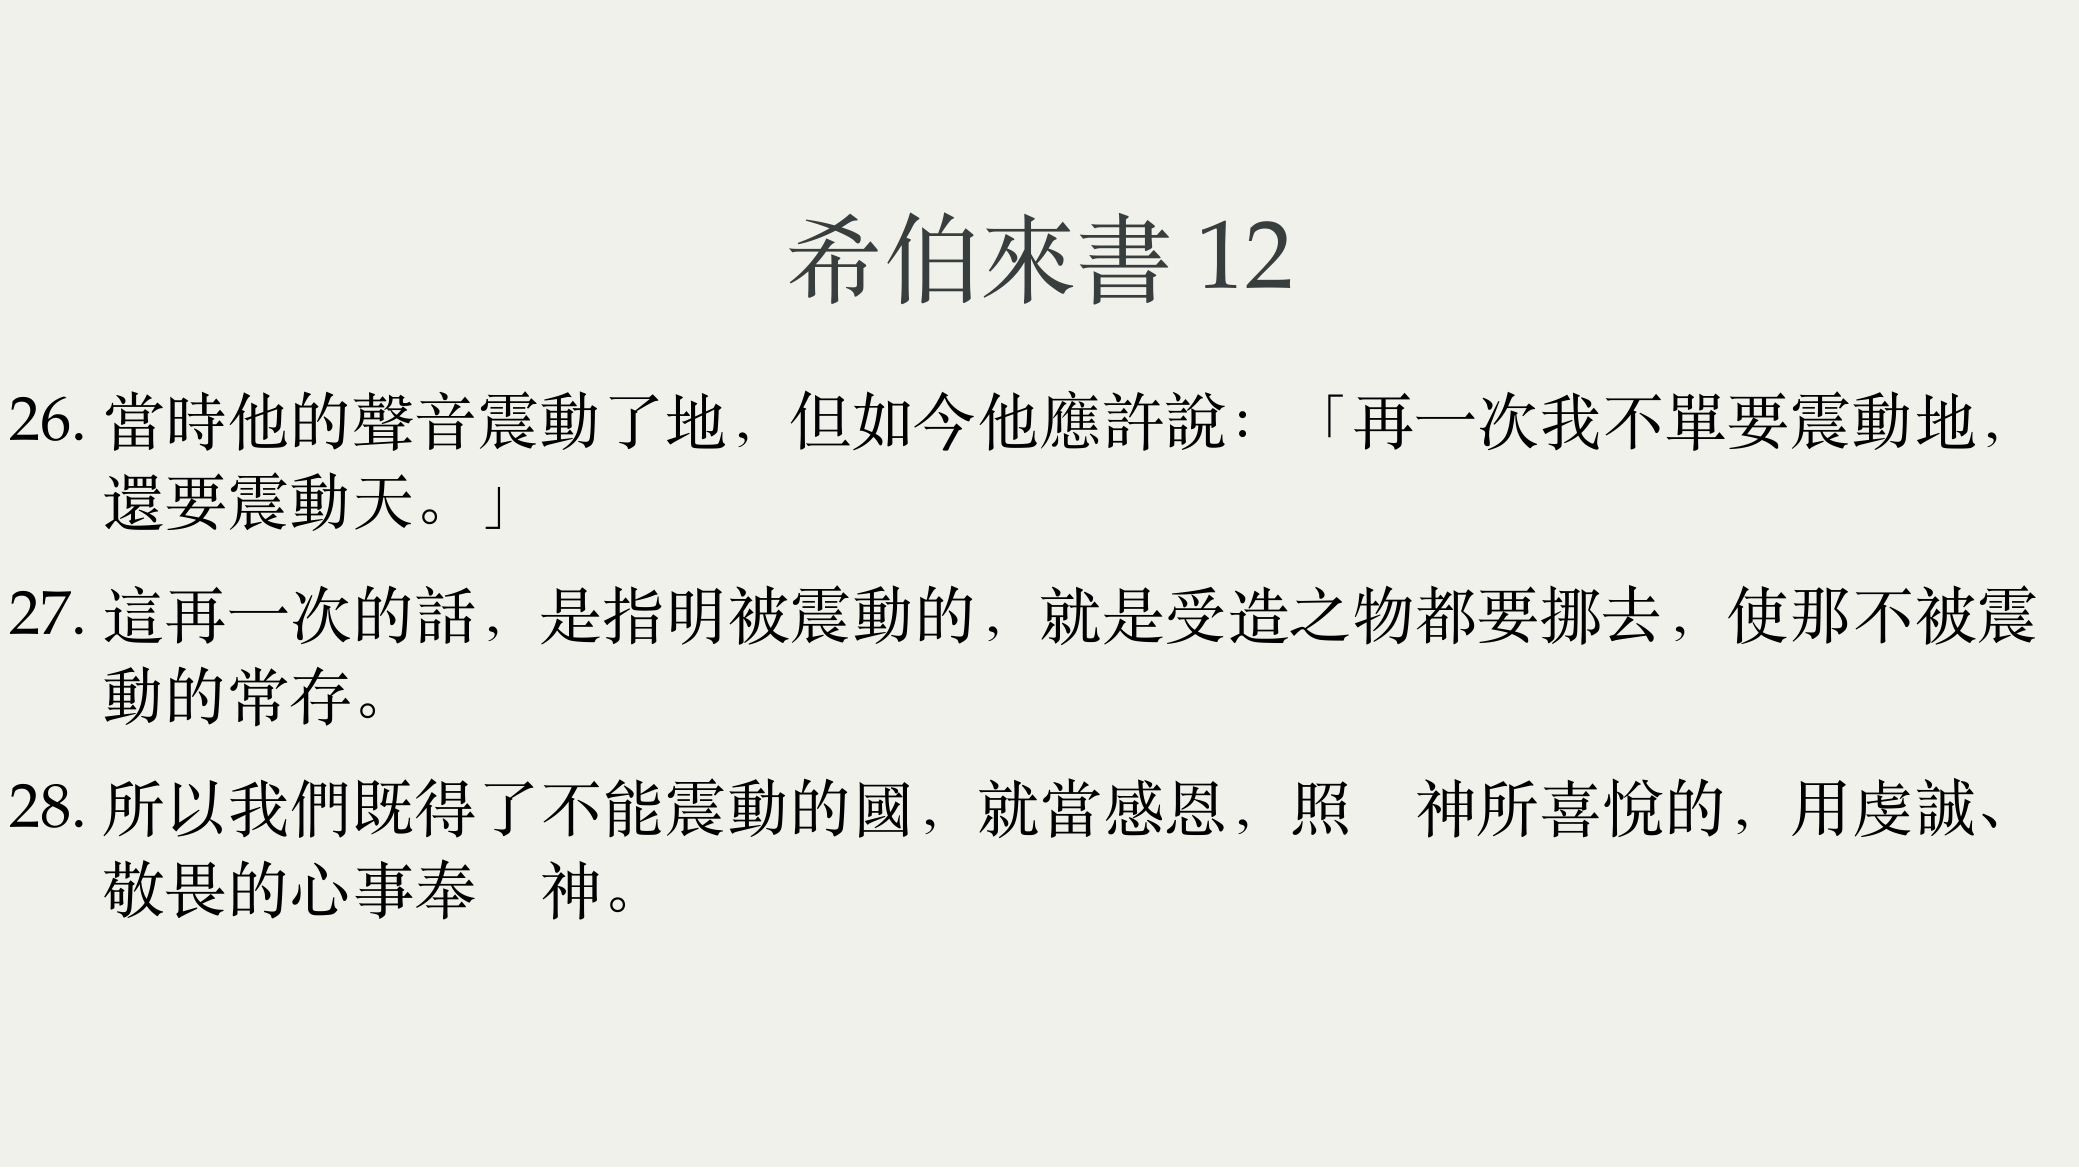 希伯來書 12
26. 當時他的聲音震動了地，但如今他應許說：「再一次我不單要震動地，
還要震動天。」
27. 這再一次的話，是指明被震動的，就是受造之物都要挪去，使那不被震
動的常存。
28. 所以我們既得了不能震動的國，就當感恩，照　神所喜悅的，用虔誠、
敬畏的心事奉　神。